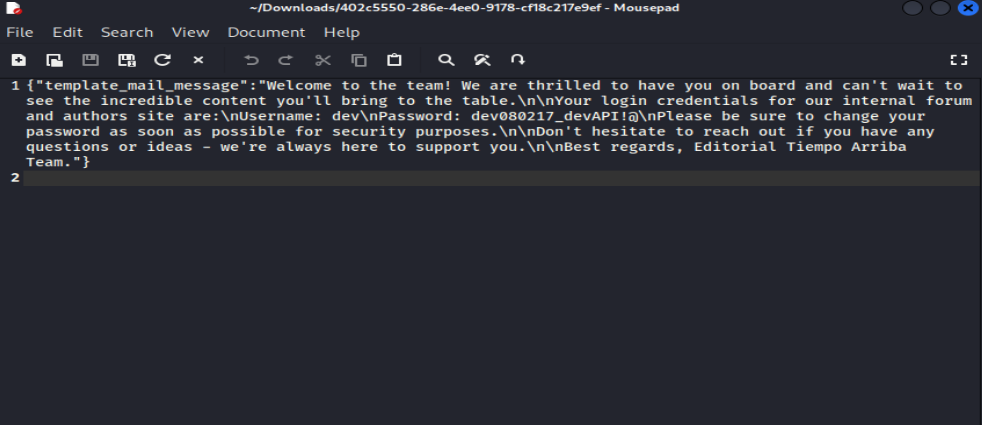 ~/Downloads/402c5550-286e-4ee0-9178-cf18c217e9ef - Mousepad
File Edit Search View Document Help
1 {"template_mail_message":"Welcome to the team! We are thrilled to have you on board and can't wait to
see the incredible content you'll bring to the table.\n\nYour login credentials for our internal forum
and authors site are:\nUsername: dev\nPassword: dev080217_devAPI!@\nPlease be sure to change your
password as soon as possible for security purposes.\n\nDon't hesitate to reach out if you have any
questions or ideas - we're always here to support you.\n\nBest regards, Editorial Tiempo Arriba
Team."}
2